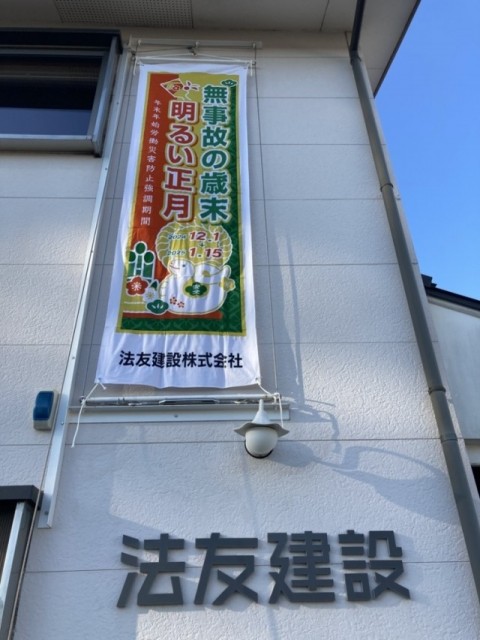 無事故の歳末
明るい正月
年末年始労働災害防止強調期間
12.1
1.15
法友建設株式会社
法友建設